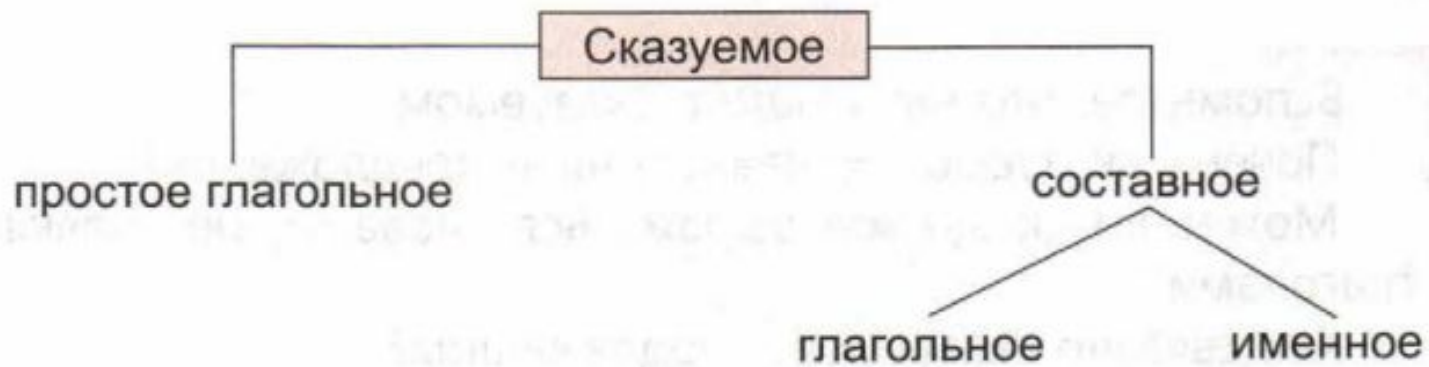 Сказуемое
простое глагольное
составное
глагольное
именное